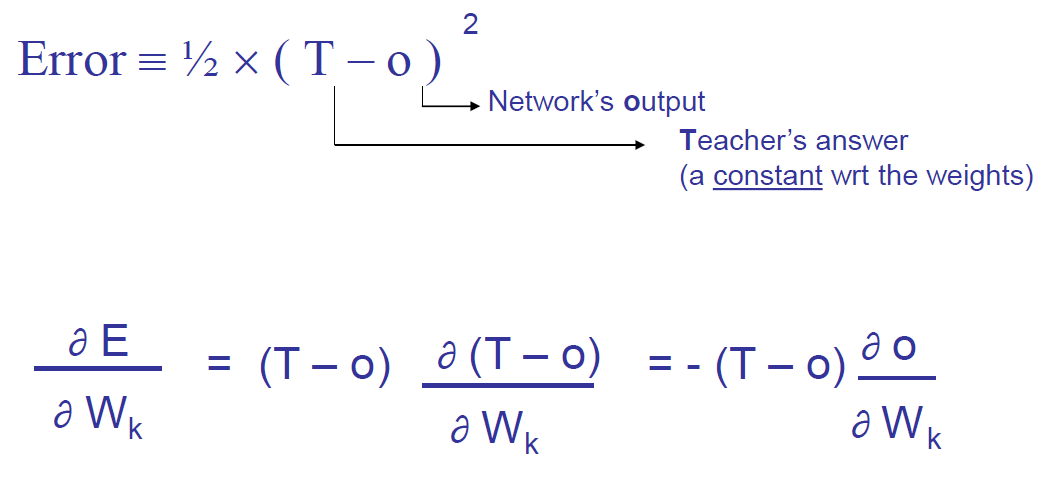 Error ≡ ½ × ( T – o )²
Network's output
Teacher's answer
(a constant wrt the weights)
∂ E / ∂ Wₖ = (T – o) ∂ (T – o) / ∂ Wₖ = - (T – o) ∂ o / ∂ Wₖ